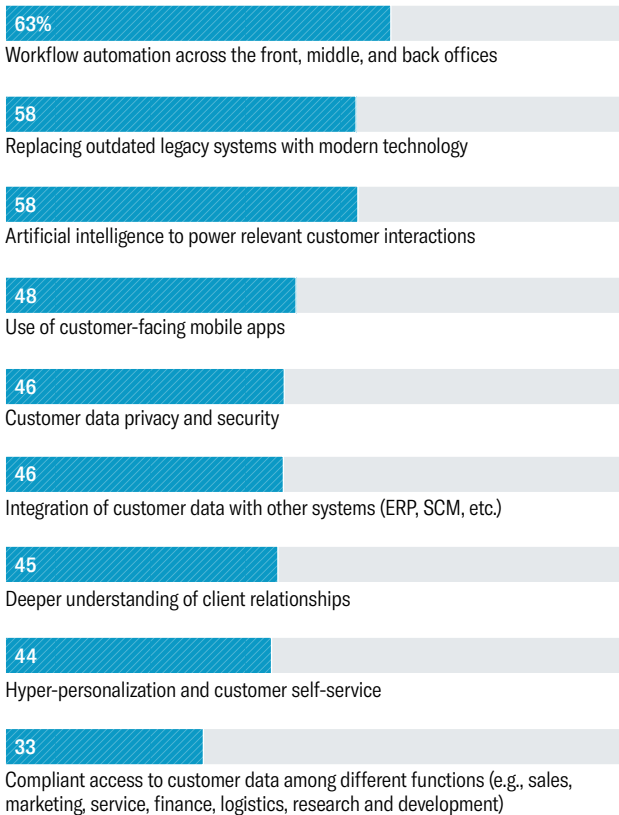 63%
Workflow automation across the front, middle, and back offices
58
Replacing outdated legacy systems with modern technology
58
Artificial intelligence to power relevant customer interactions
48
Use of customer-facing mobile apps
46
Customer data privacy and security
46
Integration of customer data with other systems (ERP, SCM, etc.)
45
Deeper understanding of client relationships
44
Hyper-personalization and customer self-service
33
Compliant access to customer data among different functions (e.g., sales,
marketing, service, finance, logistics, research and development)